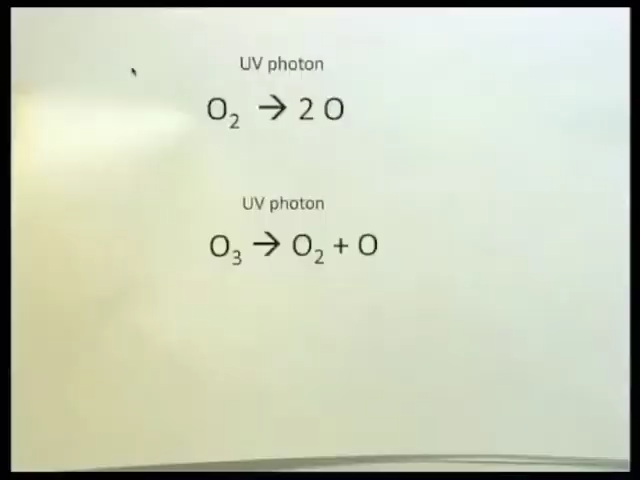 UV photon
O₂ → 2 O
UV photon
O₃ → O₂ + O